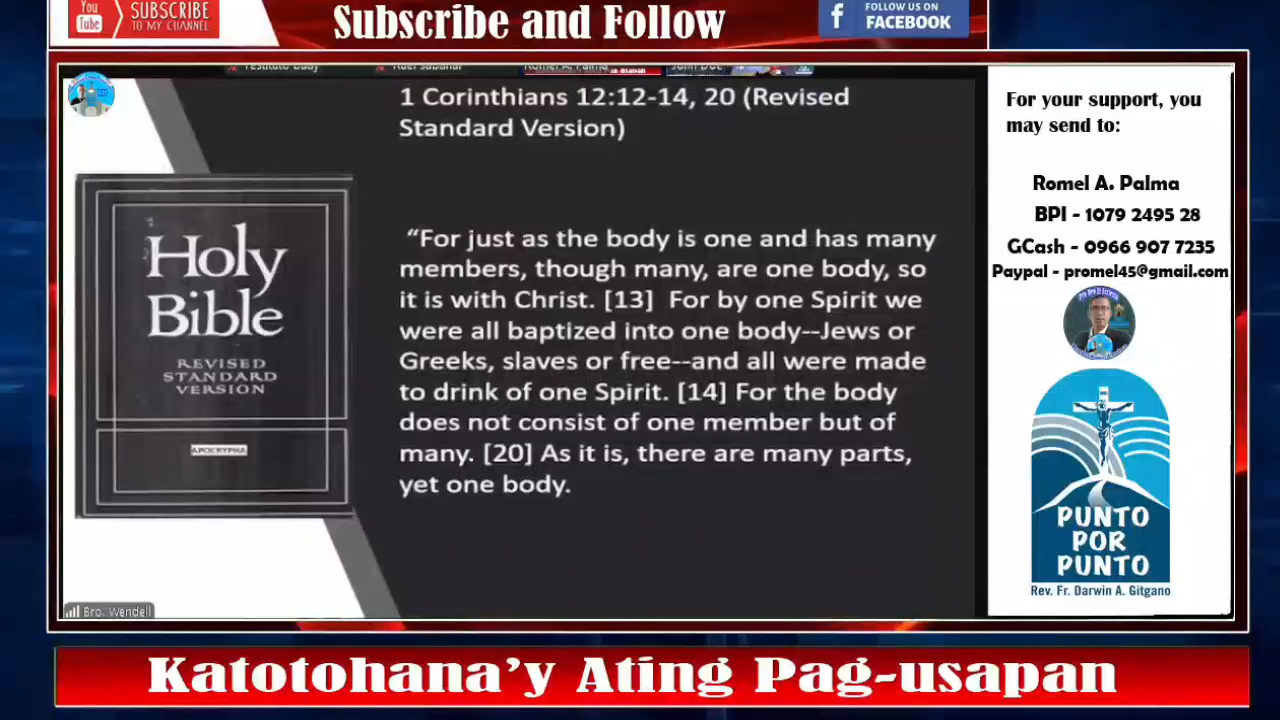 You
Tube
SUBSCRIBE
TO MY CHANNEL
Subscribe and Follow
f
FOLLOW US ON
FACEBOOK
1 Corinthians 12:12-14, 20 (Revised
Standard Version)
Holy
Bible
REVISED
STANDARD
VERSION
APOCRYPHA
“For just as the body is one and has many
members, though many, are one body, so
it is with Christ. [13] For by one Spirit we
were all baptized into one body--Jews or
Greeks, slaves or free--and all were made
to drink of one Spirit. [14] For the body
does not consist of one member but of
many. [20] As it is, there are many parts,
yet one body.
Bro. Wendell
For your support, you
may send to:
Romel A. Palma
BPI - 1079 2495 28
GCash - 0966 907 7235
Paypal - promel45@gmail.com
PUNTO
POR
PUNTO
Rev. Fr. Darwin A. Gitgano
Katotohana’y Ating Pag-usapan